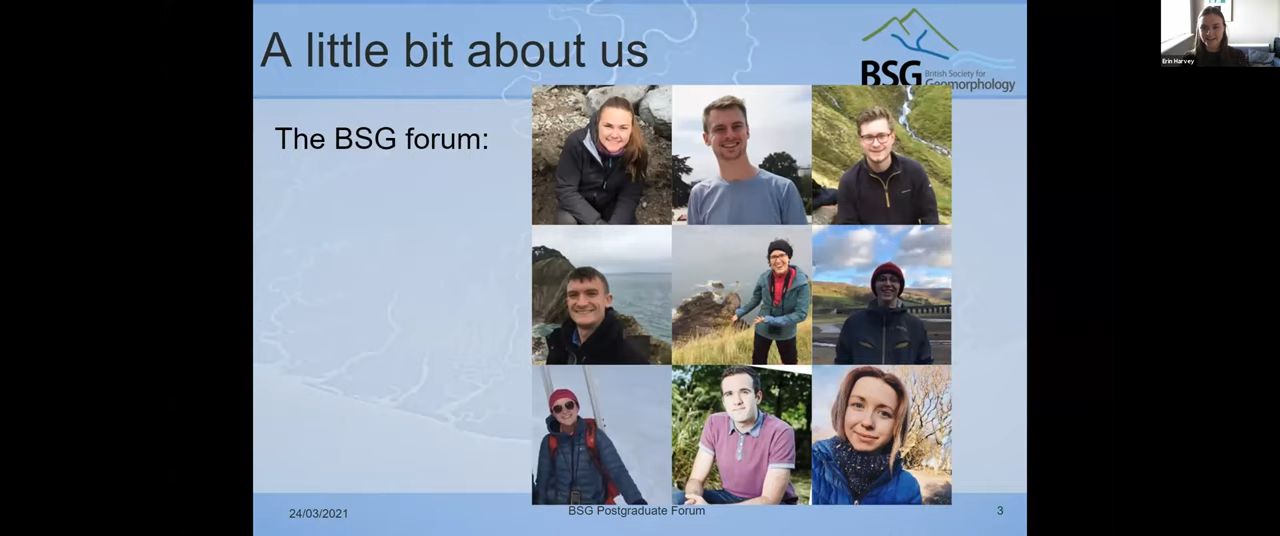 A little bit about us
BSG British Society for
Geomorphology
Erin Harvey
The BSG forum:
24/03/2021
BSG Postgraduate Forum
3